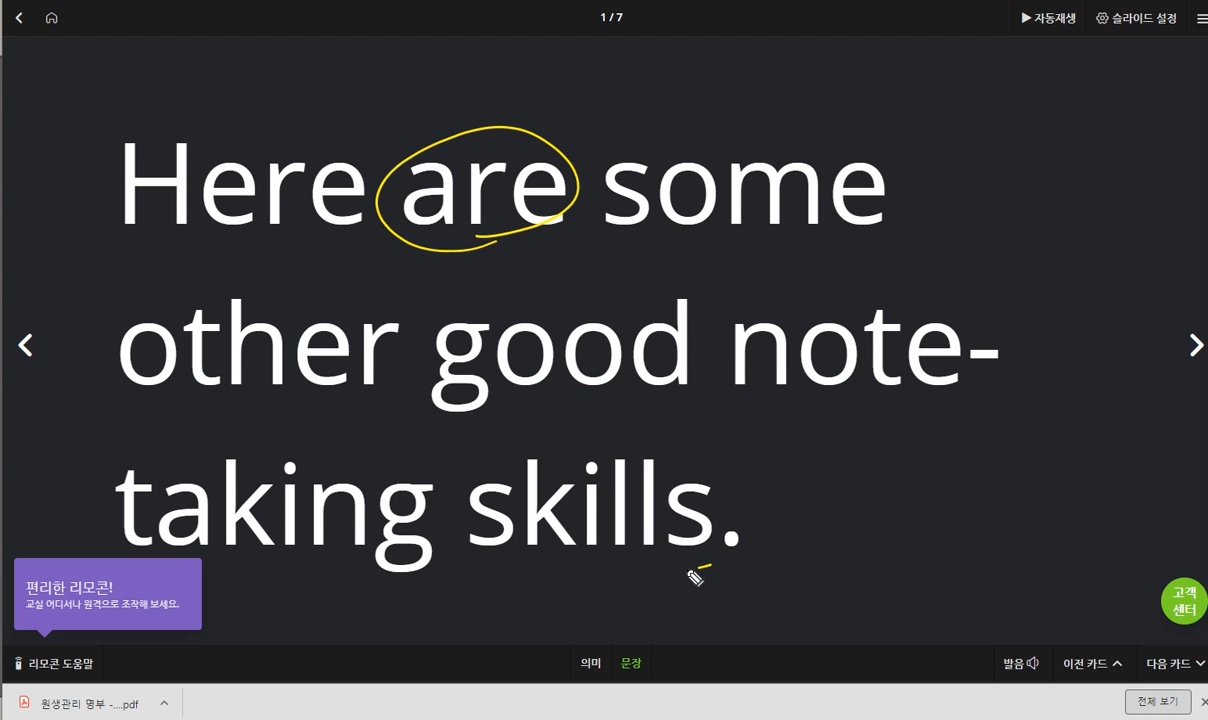 1 / 7
자동재생
슬라이드 설정
Here are some
other good note-
taking skills.
편리한 리모콘!
교실 어디서나 원격으로 조작해 보세요.
고객
센터
리모콘 도움말
의미
문장
발음
이전 카드
다음 카드
원생관리 명부 -....pdf
전체 보기